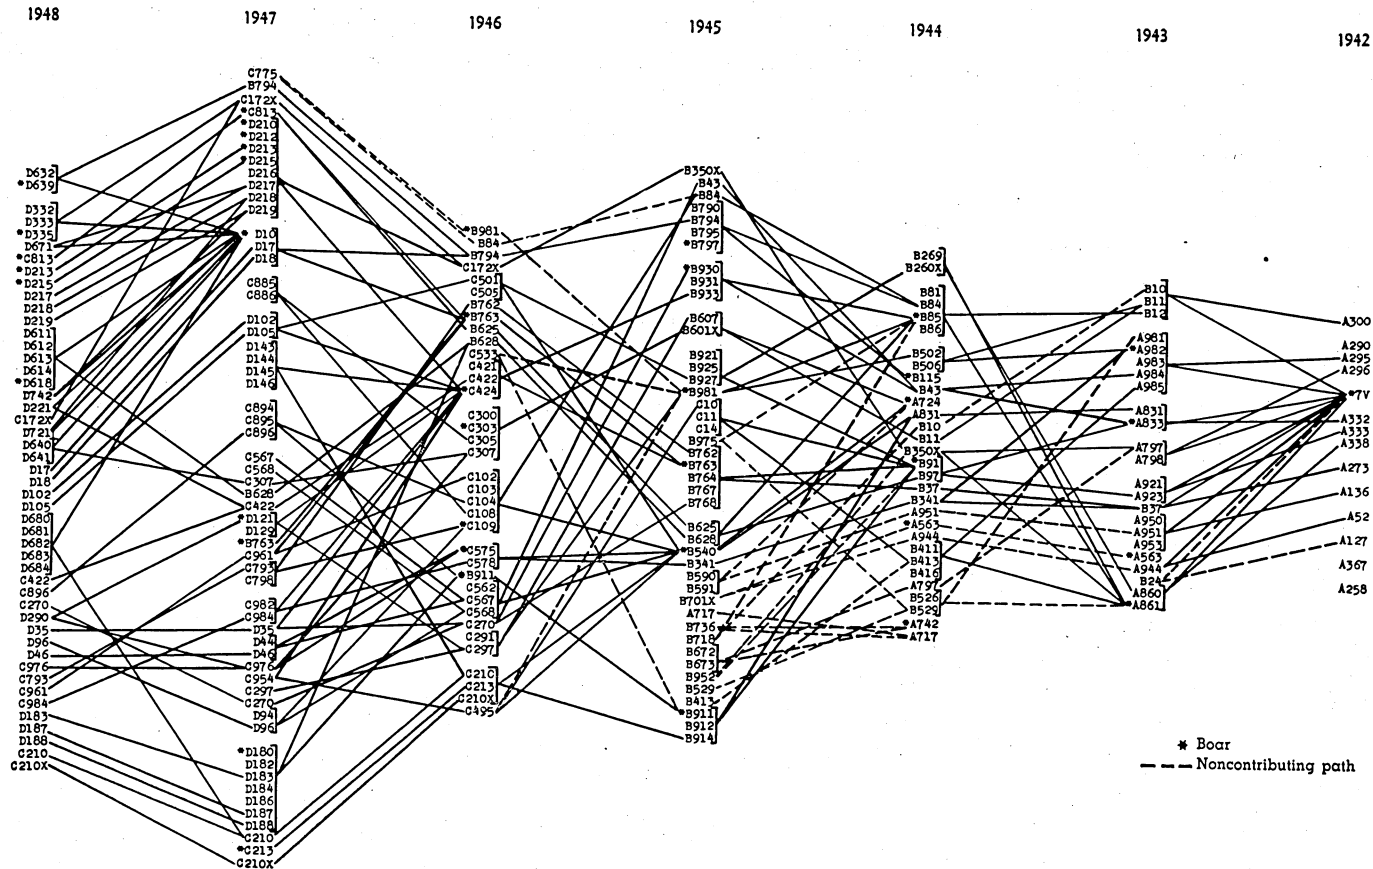 1948
1947
1946
1945
1944
1943
1942
D632
*D639
D332
D333
*D335
D671
*C813
*D213
*D215
D217
D218
D219
D611
D612
D613
D614
*D618
D742
D221
C172X
D721
D640
D641
D17
D18
D102
D105
D680
D681
D682
D683
D684
C422
C896
C270
D290
D35
D96
D46
C976
C793
C961
C984
D183
D187
D188
C210
C210X
C775
B794
C172X
*C813
*D210
*D212
*D213
*D215
D216
D217
D218
D219
* D10
D17
D18
C885
C886
D102
D105
D143
D144
D145
D146
C894
C895
C896
C567
C568
C307
B628
C422
*D121
D129
*B763
C961
C793
C798
C982
C984
D35
D44
D46
C976
C954
C297
C270
D94
D96
*D180
D182
D183
D184
D186
D187
D188
C210
*C213
C210X
*B981
B84
B794
C172X
C501
C505
B762
*B763
B625
B628
C533
C421
C422
*C424
C300
*C303
C305
C307
C102
C103
C104
C108
*C109
*C575
C578
*B911
C562
C567
C568
C270
C291
C297
C210
C213
C210X
C495
B350X
B43
B84
B790
B794
B795
*B797
*B930
B931
B933
B607
B601X
B921
B925
B927
*B981
C10
C11
C14
B975
B762
*B763
B764
B767
B768
B625
B628
*B540
B341
B590
B591
B701X
A717
B736
B718
B672
B673
B952
B529
B413
*B911
B912
B914
B269
B260X
B81
B84
*B85
B86
B502
B506
*B115
B43
*A724
A831
B10
B11
B350X
*B91
B97
B37
B341
A951
*A563
A944
B411
B413
B416
A797
B526
B529
*A742
A717
B10
B11
B12
A981
*A982
A983
A984
A985
A831
*A833
A797
A798
A921
A923
B37
A950
A951
A953
*A563
A944
B24
A860
*A861
A300
A290
A295
A296
*7V
A332
A333
A338
A273
A136
A52
A127
A367
A258
* Boar
Noncontributing path